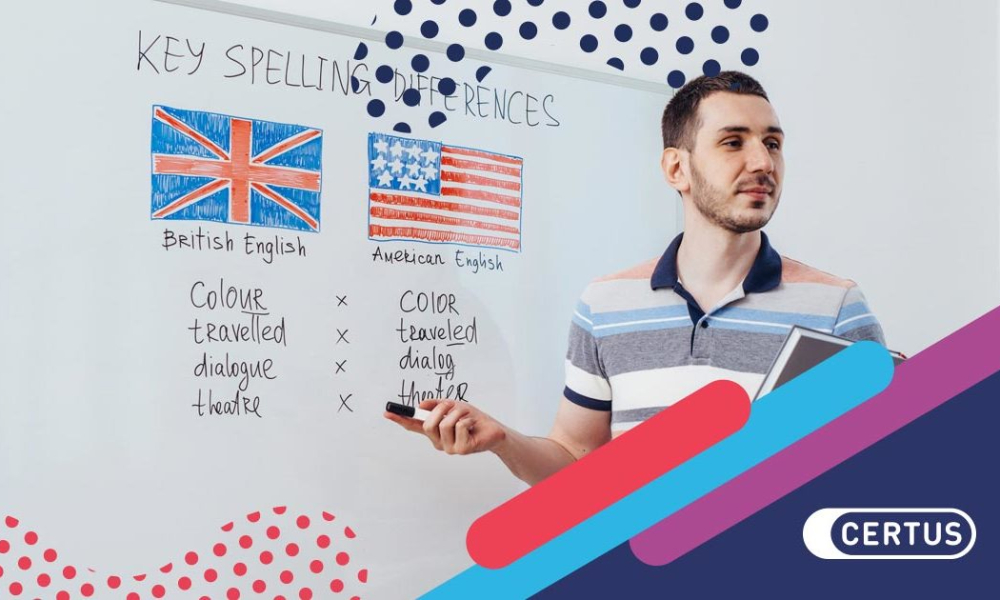 KEY SPELLING DIFFERENCES
British English
American English
Colour x COLOR
travelled x traveled
dialogue x dialog
theatre x theater
CERTUS